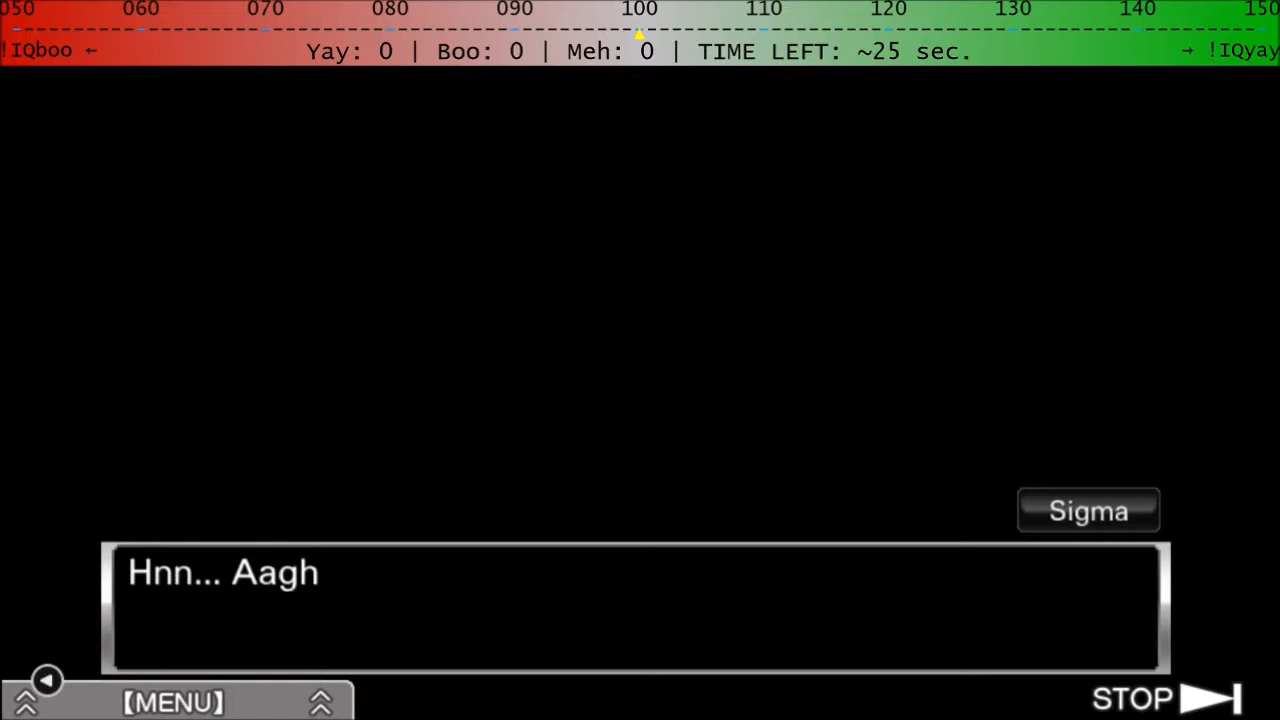 050 060 070 080 090 100 110 120 130 140 150
!IQboo ← Yay: 0 | Boo: 0 | Meh: 0 | TIME LEFT: ~25 sec. → !IQyay
Sigma
Hnn... Aagh
【MENU】
STOP